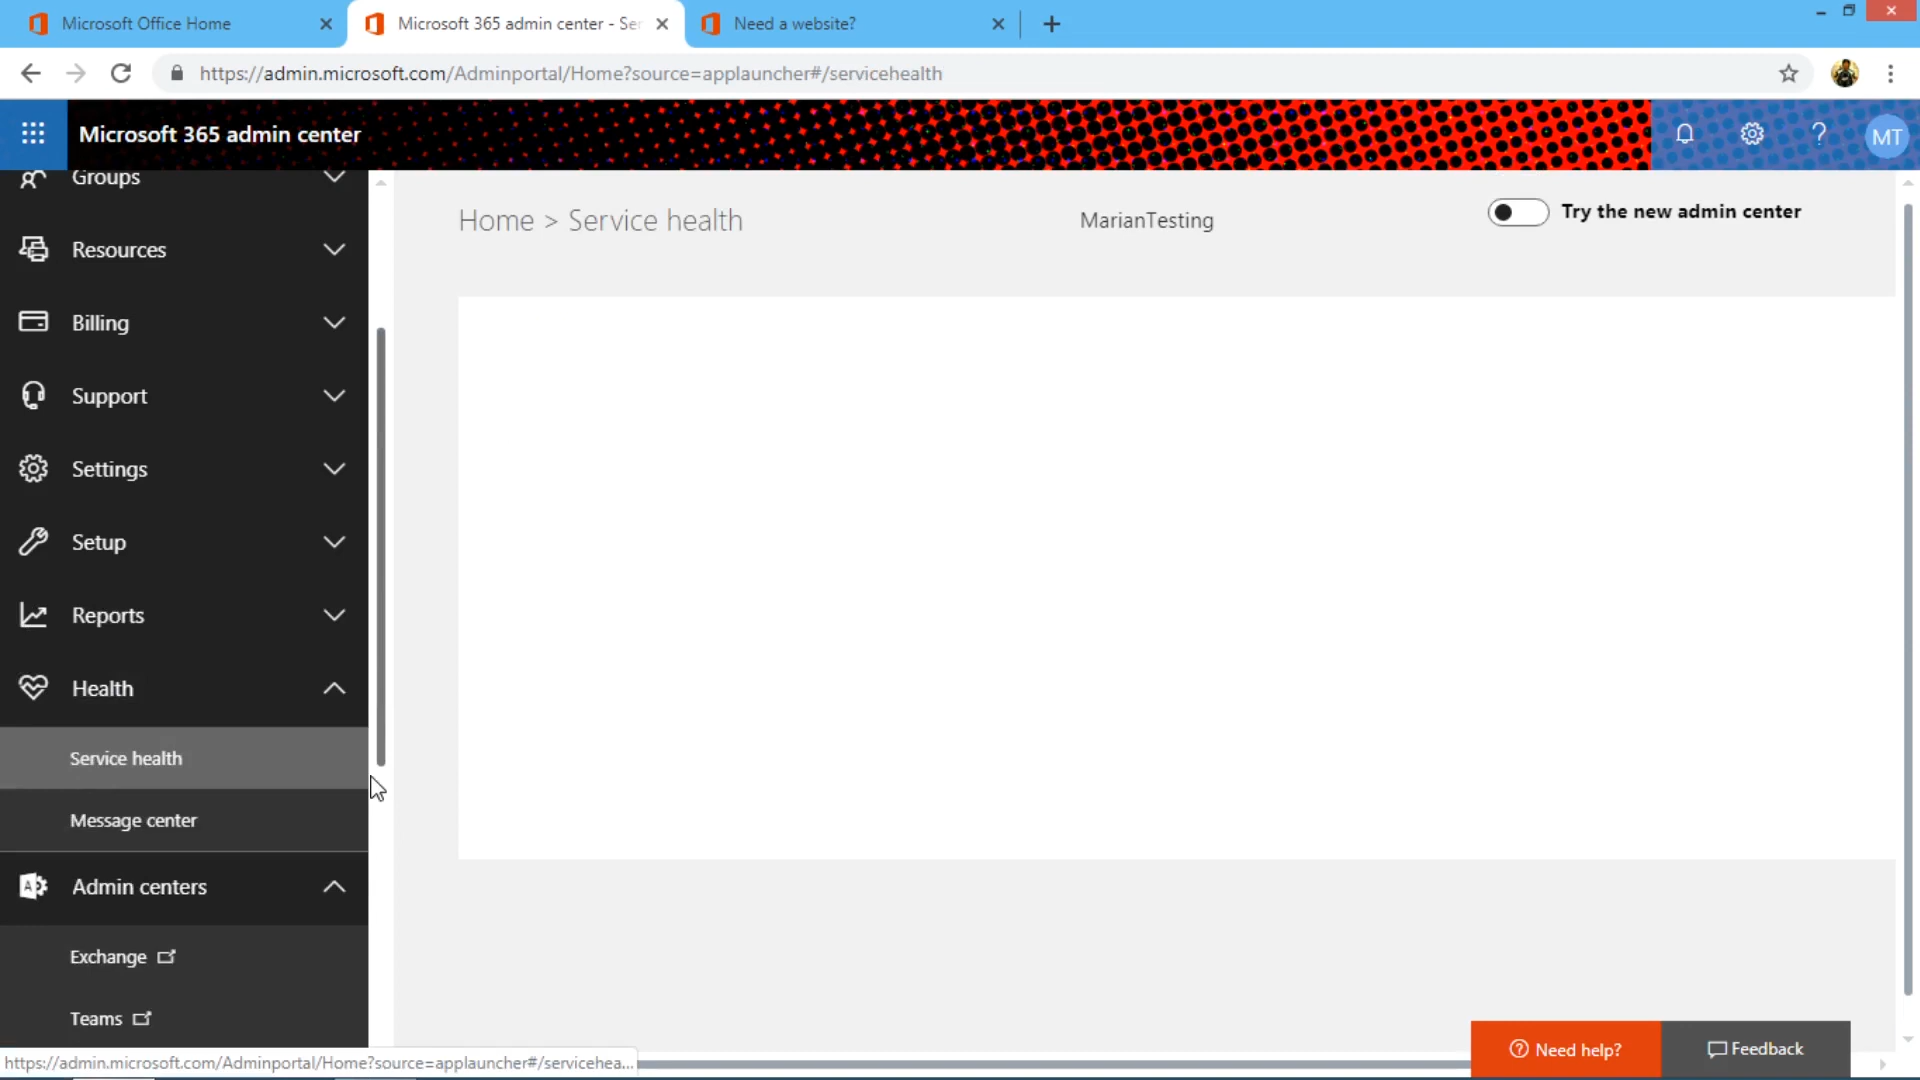 Microsoft Office Home
Microsoft 365 admin center - Ser
Need a website?
https://admin.microsoft.com/Adminportal/Home?source=applauncher#/servicehealth
Microsoft 365 admin center
MT
Groups
Resources
Billing
Support
Settings
Setup
Reports
Health
Service health
Message center
Admin centers
Exchange
Teams
Home > Service health
MarianTesting
Try the new admin center
https://admin.microsoft.com/Adminportal/Home?source=applauncher#/servicehea...
Need help?
Feedback